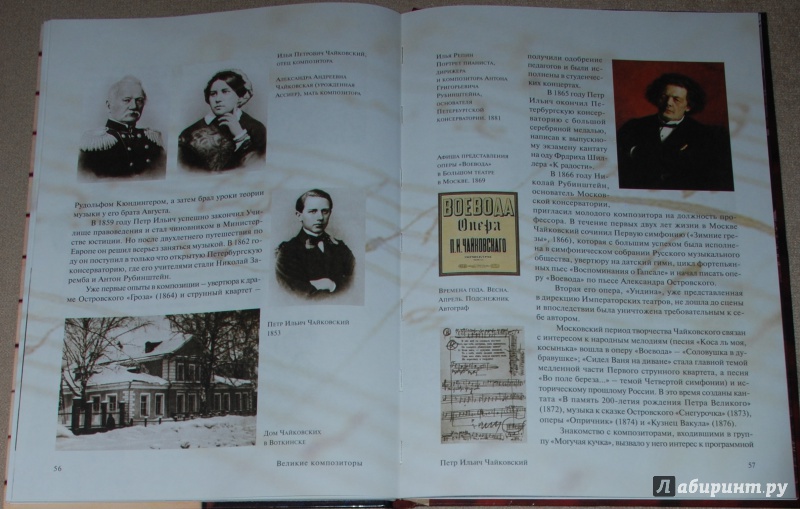 Илья Петрович Чайковский,
отец композитора
Александра Андреевна
Чайковская (урожденная
Ассиер), мать композитора
Рудольфом Кюндингером, а затем брал уроки теории
музыки у его брата Августа.
В 1859 году Петр Ильич успешно закончил Учи-
лище правоведения и стал чиновником в Министер-
стве юстиции. Но после двухлетнего путешествия по
Европе он решил всерьез заняться музыкой. В 1862 го-
ду он поступил в только что открытую Петербургскую
консерваторию, где его учителями стали Николай За-
ремба и Антон Рубинштейн.
Уже первые опыты в композиции – увертюра к дра-
ме Островского «Гроза» (1864) и струнный квартет –
Петр Ильич Чайковский
1853
Дом Чайковских
в Воткинске
56
Великие композиторы
Илья Репин
Портрет пианиста,
дирижера
и композитора Антона
Григорьевича
Рубинштейна,
основателя
Петербургской
консерватории. 1881
Афиша представления
оперы «Воевода»
в Большом театре
в Москве. 1869
ВОЕВОДА
Опера
П. И. ЧАЙКОВСКАГО
Времена года. Весна.
Апрель. Подснежник
Автограф
получили одобрение
педагогов и были ис-
полнены в студенчес-
ких концертах.
В 1865 году Петр
Ильич окончил Пе-
тербургскую консер-
ваторию с большой
серебряной медалью,
написав к выпускно-
му экзамену кантату
на оду Фридриха Шил-
лера «К радости».
В 1866 году Ни-
колай Рубинштейн,
основатель Москов-
ской консерватории,
пригласил молодого композитора на должность про-
фессора. В течение первых двух лет жизни в Москве
Чайковский сочинил Первую симфонию («Зимние гре-
зы», 1866), которая с большим успехом была исполне-
на в симфоническом собрании Русского музыкального
общества, увертюру на датский гимн, цикл фортепьян-
ных пьес «Воспоминания о Гапсале» и начал писать опе-
ру «Воевода» по пьесе Александра Островского.
Вторая его опера, «Ундина», уже представленная
в дирекцию Императорских театров, не дошла до сцены
и впоследствии была уничтожена требовательным к се-
бе автором.
Московский период творчества Чайковского связан
с интересом к народным мелодиям (песня «Коса ль моя,
косынька» вошла в оперу «Воевода» – «Соловушка в ду-
бравушке»; «Сидел Ваня на диване» стала главной темой
медленной части Первого струнного квартета, а песня
«Во поле береза...» – темой Четвертой симфонии) и ис-
торическому прошлому России. В это время созданы кан-
тата «В память 200-летия рождения Петра Великого»
(1872), музыка к сказке Островского «Снегурочка» (1873),
оперы «Опричник» (1874) и «Кузнец Вакула» (1876).
Знакомство с композиторами, входившими в груп-
пу «Могучая кучка», вызвало у него интерес к программной
Петр Ильич Чайковский
57
Лабиринт.ру